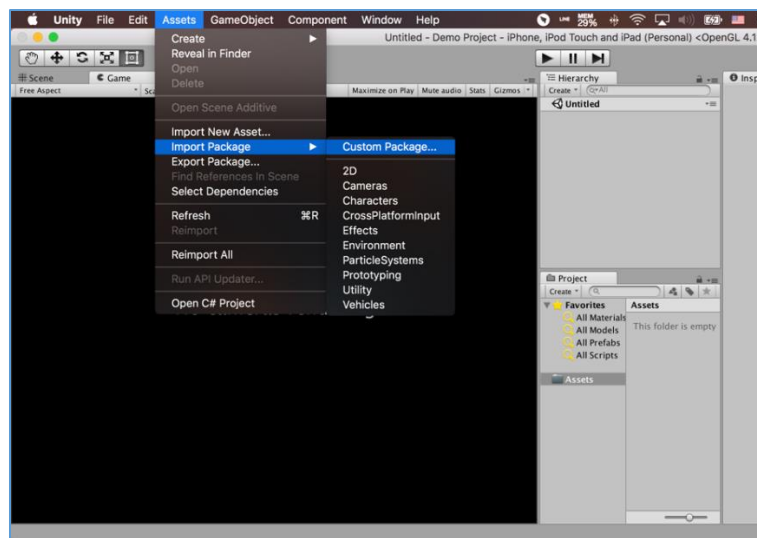 Unity File Edit Assets GameObject Component Window Help MEM 29%
Untitled - Demo Project - iPhone, iPod Touch and iPad (Personal) <OpenGL 4.1
Scene Game
Free Aspect Maximize on Play Mute audio Stats Gizmos
Create
Reveal in Finder
Open
Delete
Open Scene Additive
Import New Asset...
Import Package
Export Package...
Find References In Scene
Select Dependencies
Refresh ⌘R
Reimport
Reimport All
Run API Updater...
Open C# Project
Custom Package...
2D
Cameras
Characters
CrossPlatformInput
Effects
Environment
ParticleSystems
Prototyping
Utility
Vehicles
Hierarchy
Create All
Untitled
Insp
Project
Create
Favorites
All Materials
All Models
All Prefabs
All Scripts
Assets
Assets
This folder is empty